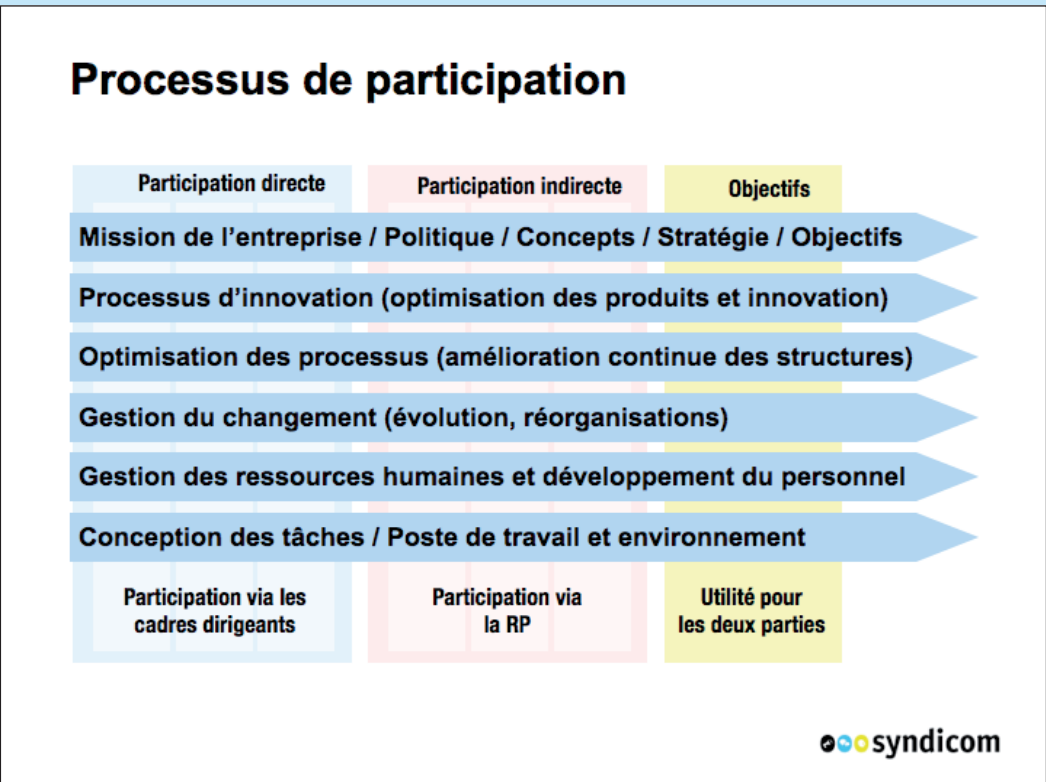 Processus de participation
Participation directe
Participation indirecte
Objectifs
Mission de l’entreprise / Politique / Concepts / Stratégie / Objectifs
Processus d’innovation (optimisation des produits et innovation)
Optimisation des processus (amélioration continue des structures)
Gestion du changement (évolution, réorganisations)
Gestion des ressources humaines et développement du personnel
Conception des tâches / Poste de travail et environnement
Participation via les
cadres dirigeants
Participation via
la RP
Utilité pour
les deux parties
syndicom